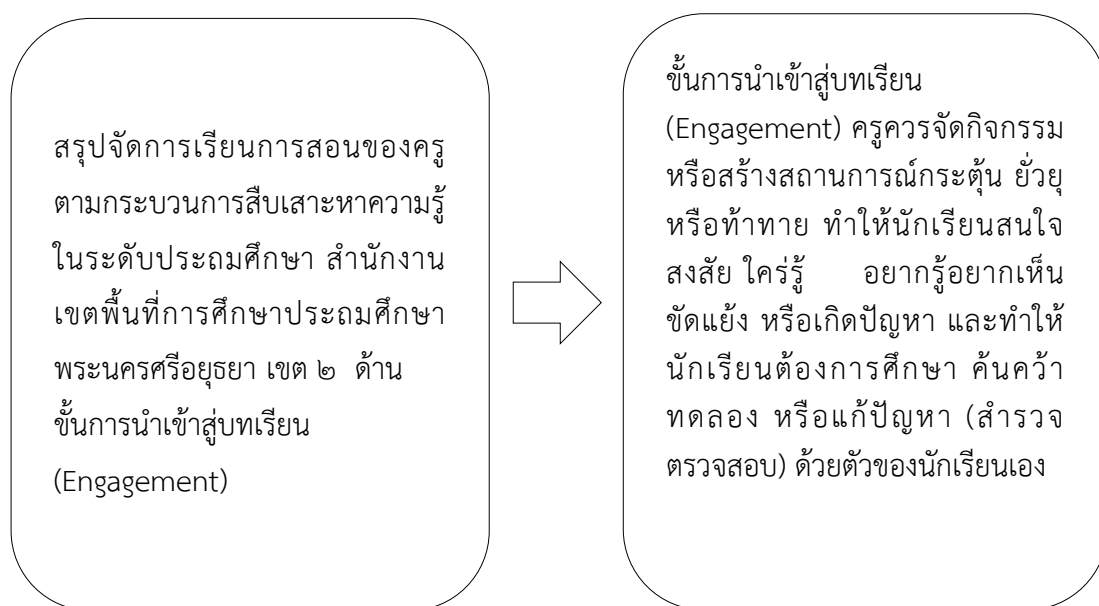 สรุปจัดการเรียนการสอนของครู
ตามกระบวนการสืบเสาะหาความรู้
ในระดับประถมศึกษา สำนักงาน
เขตพื้นที่การศึกษาประถมศึกษา
พระนครศรีอยุธยา เขต ๒ ด้าน
ขั้นการนำเข้าสู่บทเรียน
(Engagement)
ขั้นการนำเข้าสู่บทเรียน
(Engagement) ครูควรจัดกิจกรรม
หรือสร้างสถานการณ์กระตุ้น ยั่วยุ
หรือท้าทาย ทำให้นักเรียนสนใจ
สงสัย ใคร่รู้ อยากรู้อยากเห็น
ขัดแย้ง หรือเกิดปัญหา และทำให้
นักเรียนต้องการศึกษา ค้นคว้า
ทดลอง หรือแก้ปัญหา (สำรวจ
ตรวจสอบ) ด้วยตัวของนักเรียนเอง